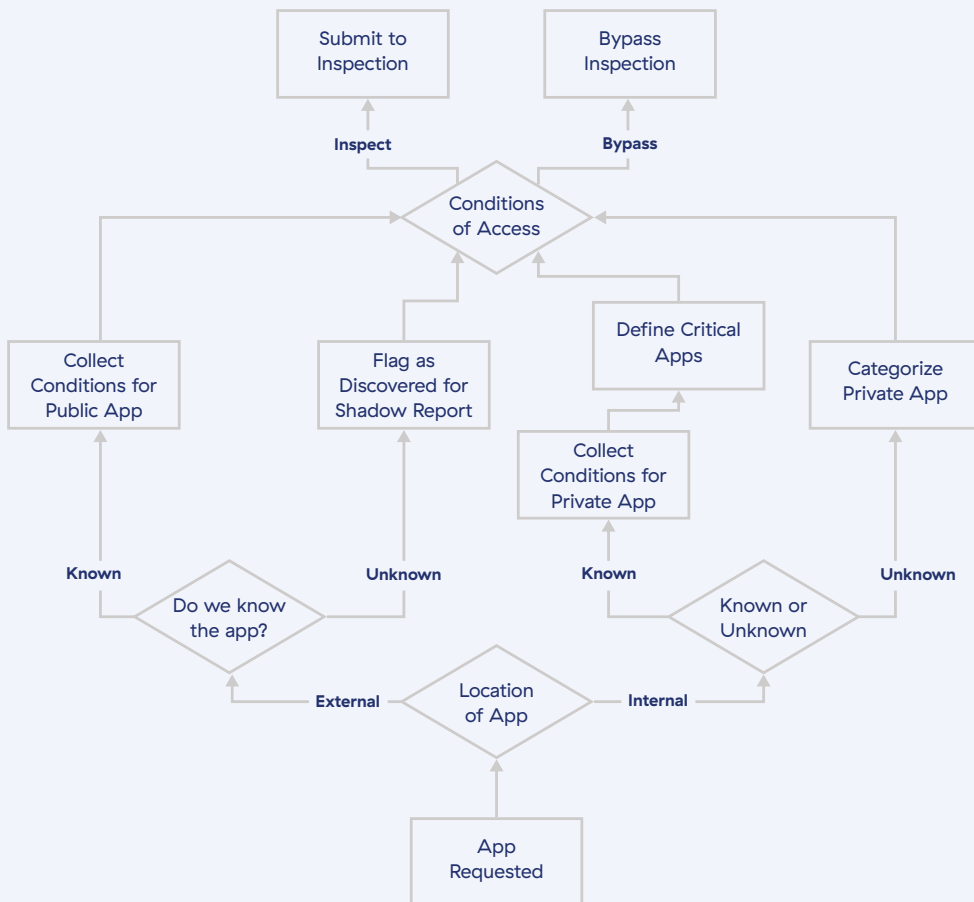 Submit to
Inspection
Bypass
Inspection
Inspect
Bypass
Conditions
of Access
Define Critical
Apps
Collect
Conditions for
Public App
Flag as
Discovered for
Shadow Report
Categorize
Private App
Collect
Conditions for
Private App
Known
Unknown
Known
Unknown
Do we know
the app?
Known or
Unknown
External
Location
of App
Internal
App
Requested